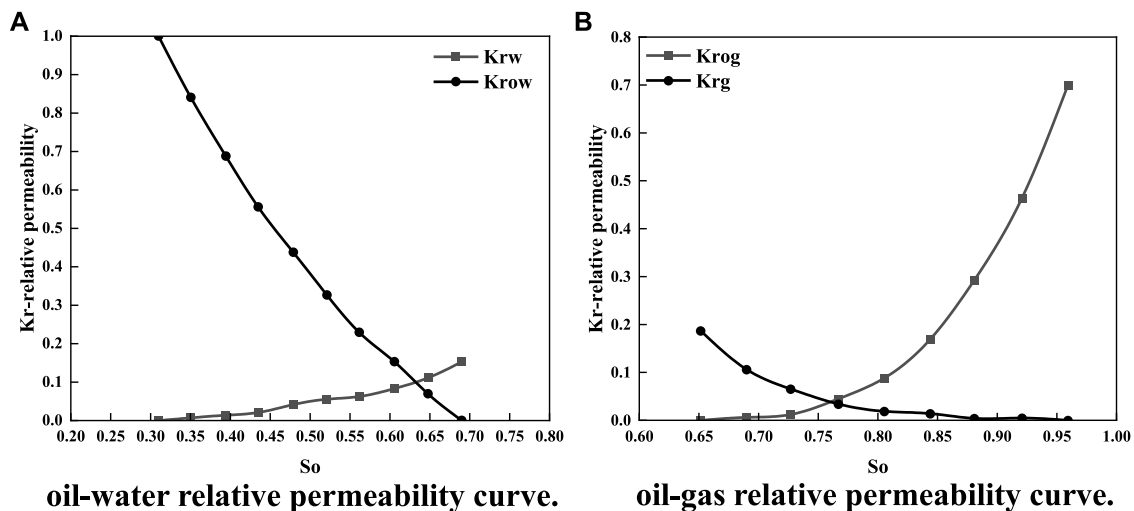 A
1.0
0.9
0.8
0.7
0.6
0.5
0.4
0.3
0.2
0.1
0.0
Kr-relative permeability
Krw
Krow
0.20 0.25 0.30 0.35 0.40 0.45 0.50 0.55 0.60 0.65 0.70 0.75 0.80
So
oil-water relative permeability curve.
B
0.8
0.7
0.6
0.5
0.4
0.3
0.2
0.1
0.0
Kr-relative permeability
Krog
Krg
0.60 0.65 0.70 0.75 0.80 0.85 0.90 0.95 1.00
So
oil-gas relative permeability curve.